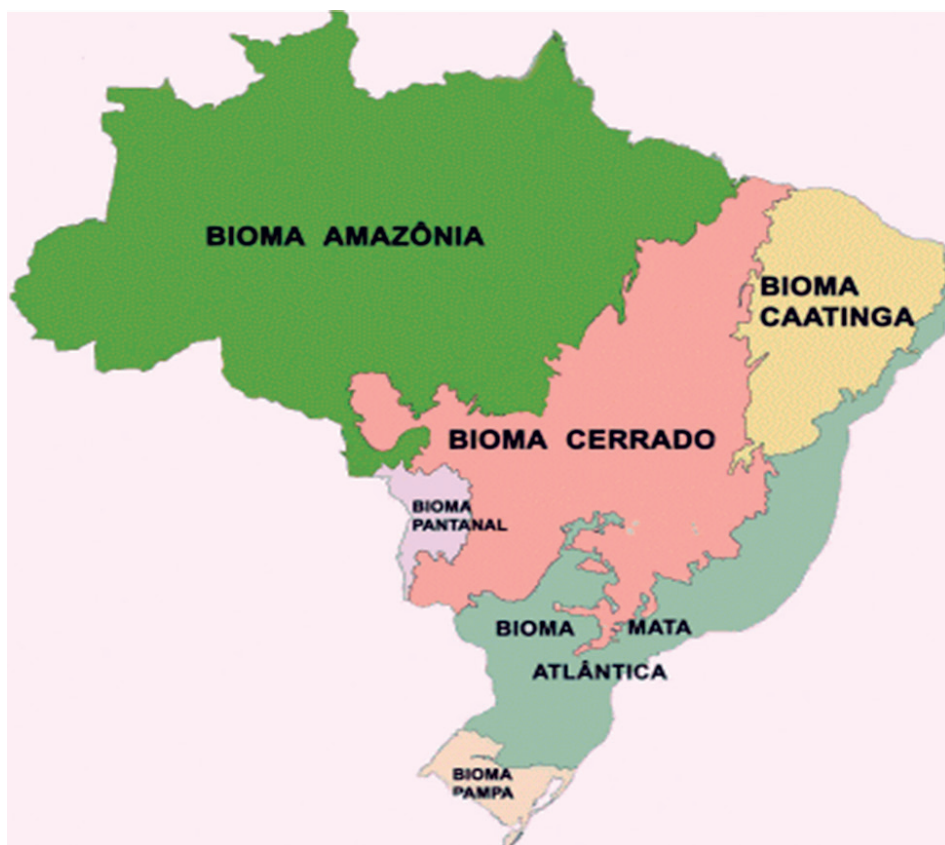 BIOMA AMAZÔNIA
BIOMA
CAATINGA
BIOMA CERRADO
BIOMA
PANTANAL
BIOMA MATA
ATLÂNTICA
BIOMA
PAMPA